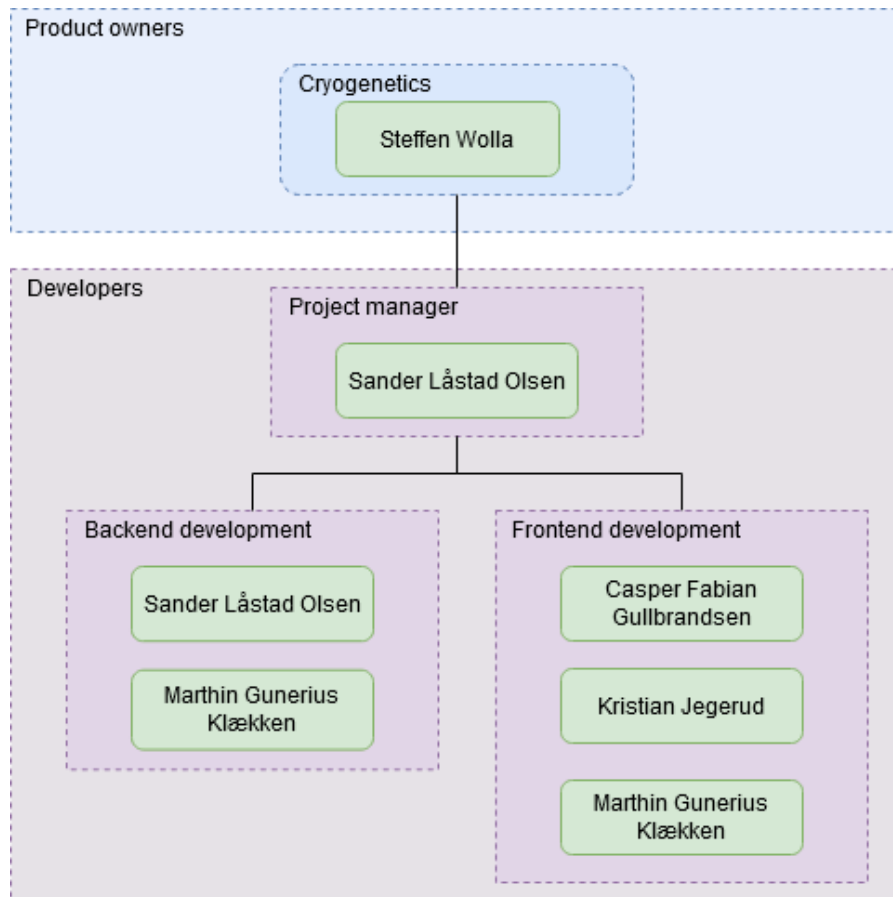 Product owners
Cryogenetics
Steffen Wolla
Developers
Project manager
Sander Låstad Olsen
Backend development
Sander Låstad Olsen
Marthin Gunerius
Klækken
Frontend development
Casper Fabian
Gullbrandsen
Kristian Jegerud
Marthin Gunerius
Klækken